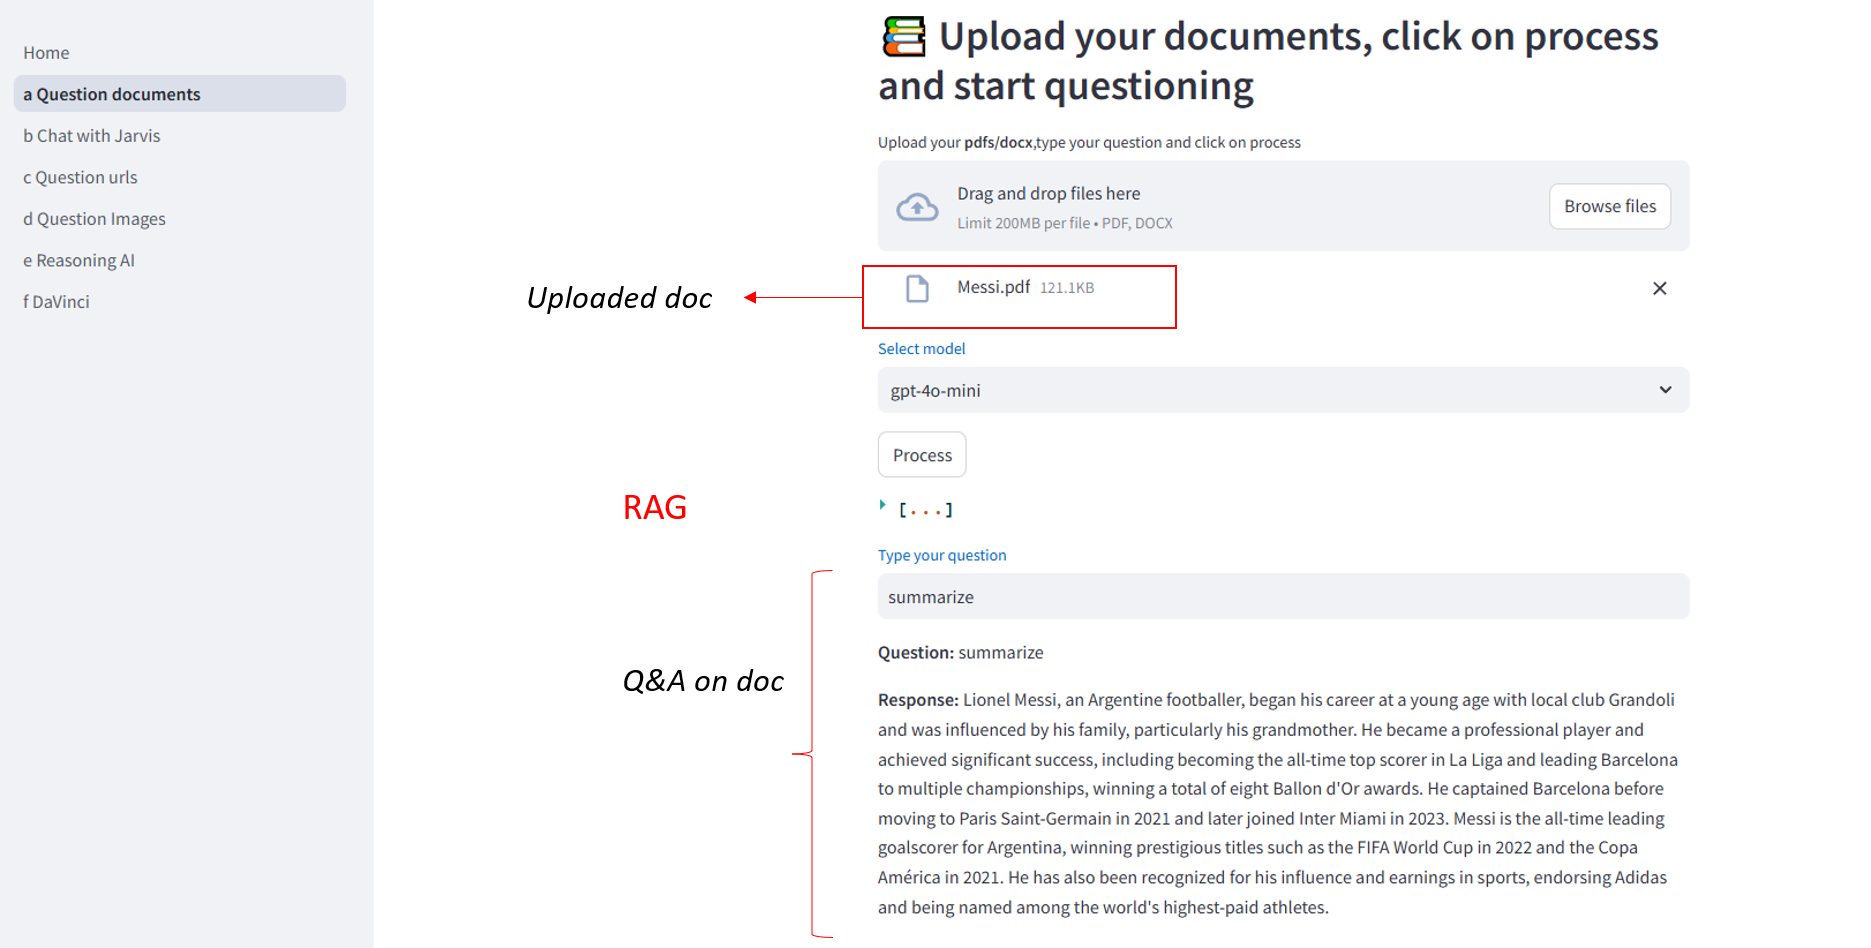 Home
a Question documents
b Chat with Jarvis
c Question urls
d Question Images
e Reasoning AI
f DaVinci
Upload your documents, click on process
and start questioning
Upload your pdfs/docx,type your question and click on process
Drag and drop files here
Limit 200MB per file • PDF, DOCX
Browse files
Uploaded doc
Messi.pdf 121.1KB
Select model
gpt-4o-mini
Process
RAG
[...]
Type your question
summarize
Q&A on doc
Question: summarize
Response: Lionel Messi, an Argentine footballer, began his career at a young age with local club Grandoli
and was influenced by his family, particularly his grandmother. He became a professional player and
achieved significant success, including becoming the all-time top scorer in La Liga and leading Barcelona
to multiple championships, winning a total of eight Ballon d'Or awards. He captained Barcelona before
moving to Paris Saint-Germain in 2021 and later joined Inter Miami in 2023. Messi is the all-time leading
goalscorer for Argentina, winning prestigious titles such as the FIFA World Cup in 2022 and the Copa
América in 2021. He has also been recognized for his influence and earnings in sports, endorsing Adidas
and being named among the world's highest-paid athletes.